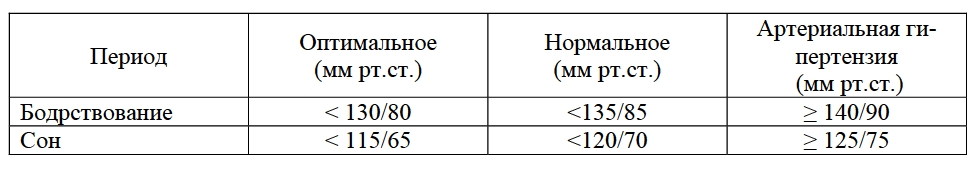 Период
Оптимальное
(мм рт.ст.)
Нормальное
(мм рт.ст.)
Артериальная ги-
пертензия
(мм рт.ст.)
Бодрствование < 130/80 <135/85 ≥ 140/90
Сон < 115/65 <120/70 ≥ 125/75